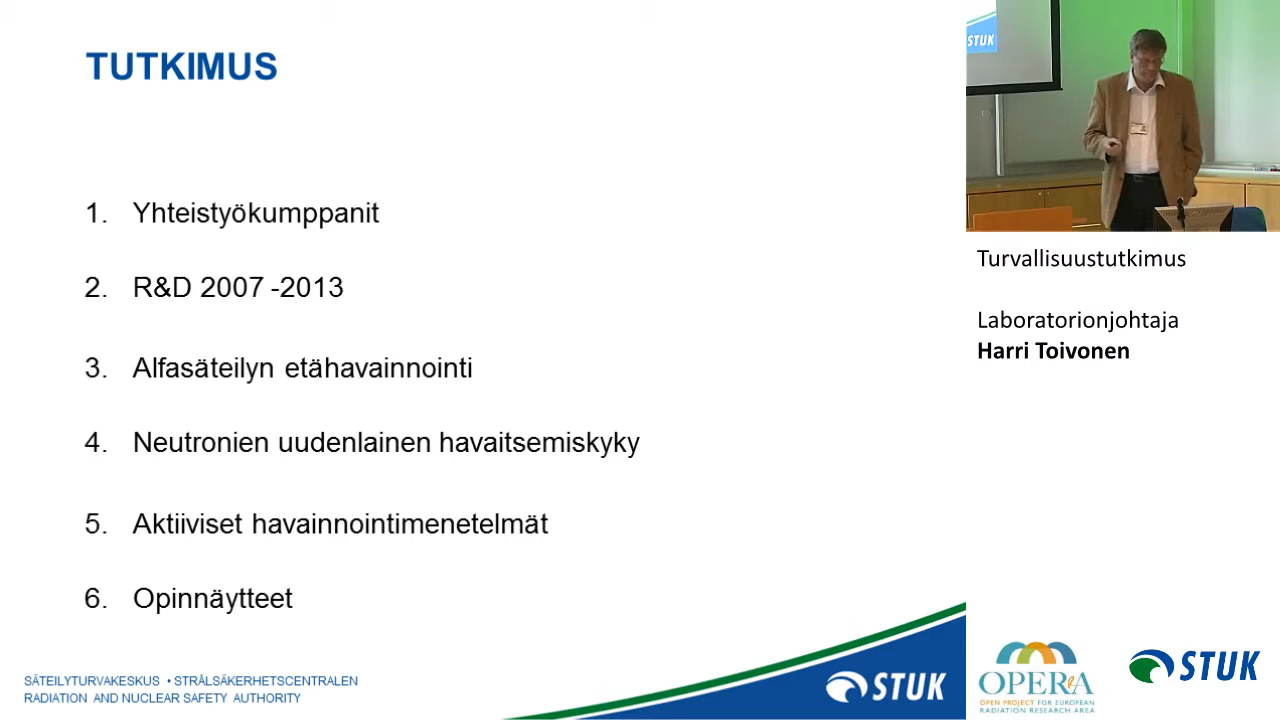 TUTKIMUS
1. Yhteistyökumppanit
2. R&D 2007 -2013
3. Alfasäteilyn etähavainnointi
4. Neutronien uudenlainen havaitsemiskyky
5. Aktiiviset havainnointimenetelmät
6. Opinnäytteet
SÄTEILYTURVAKESKUS • STRÅLSÄKERHETSCENTRALEN
RADIATION AND NUCLEAR SAFETY AUTHORITY
STUK
STUK
Turvallisuustutkimus
Laboratorionjohtaja
Harri Toivonen
OPERA
OPEN PROJECT FOR EUROPEAN
RADIATION RESEARCH AREA
STUK